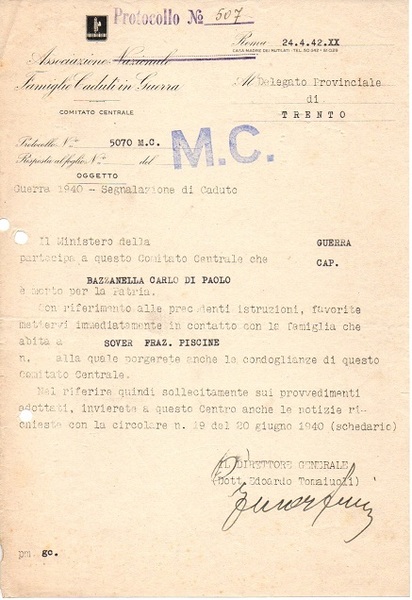 Protocollo № 507
Roma 24.4.42.XX
CASA MADRE DEI MUTILATI
Associazione Nazionale
Famiglie Caduti in Guerra
COMITATO CENTRALE
Al Delegato Provinciale
di
TRENTO
Protocollo N.° 5070 M.C.
Risposta al foglio N.° del
M.C.
OGGETTO
Guerra 1940 - Segnalazione di Caduto
Il Ministero della GUERRA
partecipa a questo Comitato Centrale che CAP.
BAZZANELLA CARLO DI PAOLO
è morto per la Patria.
Con riferimento alle precedenti istruzioni, favorite
mettervi immediatamente in contatto con la famiglia che
abita a SOVER FRAZ. PISCINE
n. alla quale porgerete anche le condoglianze di questo
Comitato Centrale.
Nel riferire quindi sollecitamente sui provvedimenti
adottati, invierete a questo Centro anche le notizie ri=
chieste con la circolare n. 19 del 20 giugno 1940 (schedario)
IL DIRETTORE GENERALE
(Dott. Edoardo Tomaiuoli)
pm gc.